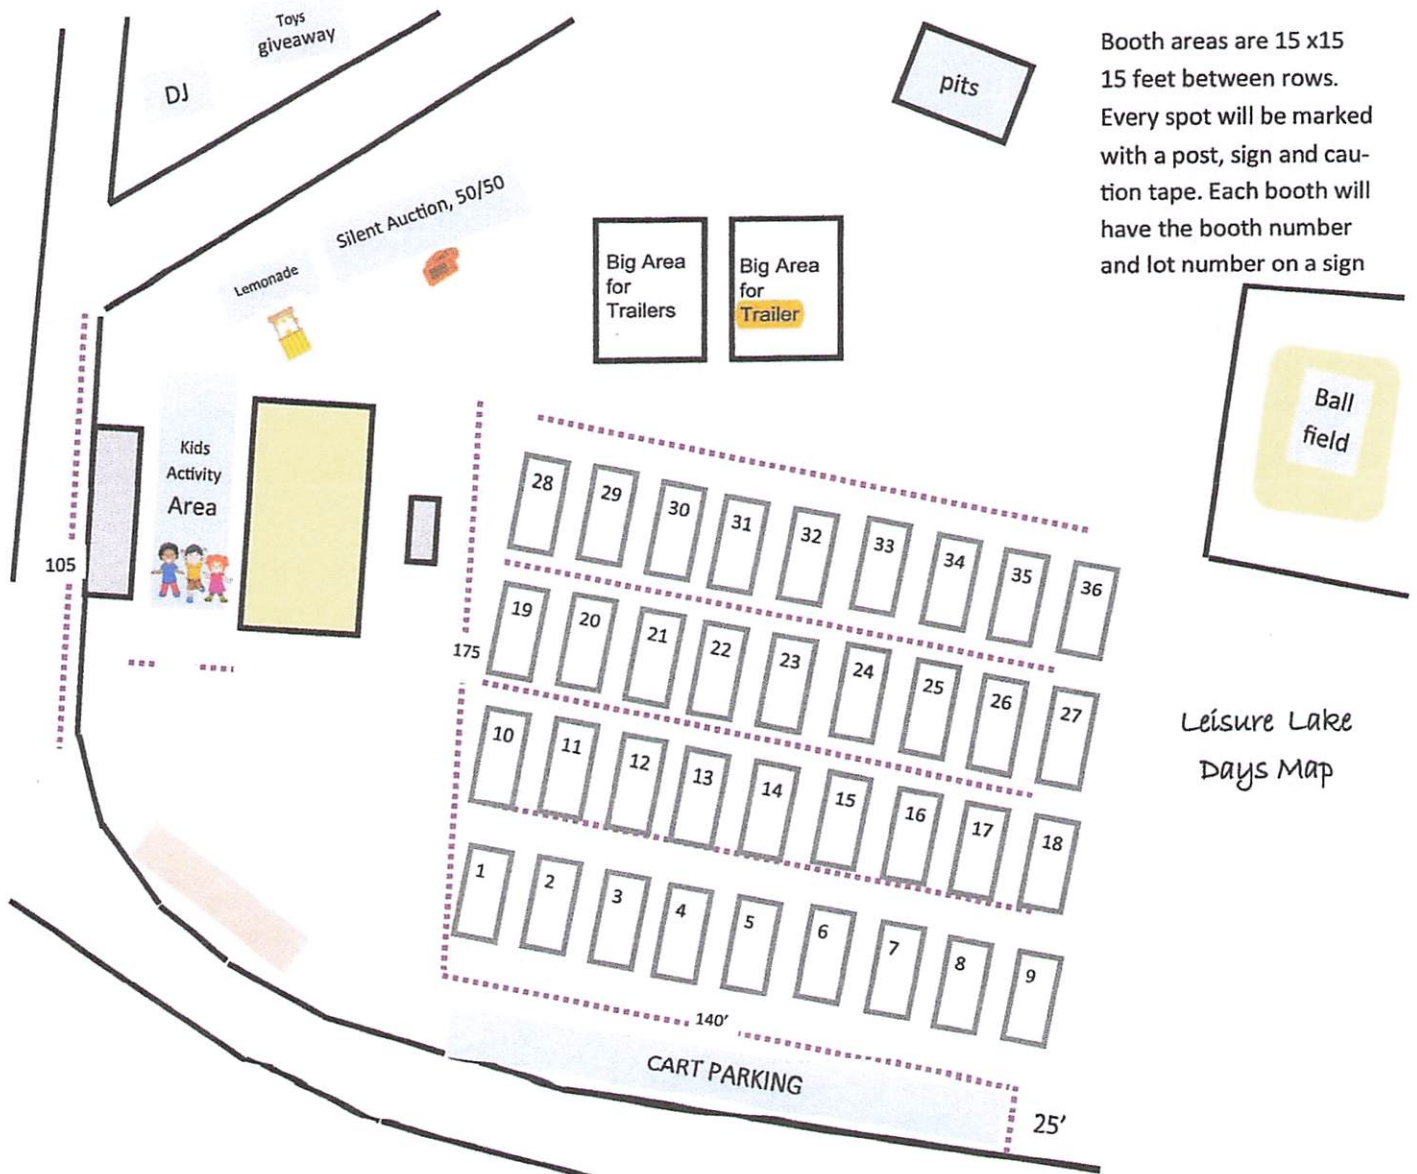 Toys
giveaway
DJ
pits
Booth areas are 15 x15
15 feet between rows.
Every spot will be marked
with a post, sign and cau-
tion tape. Each booth will
have the booth number
and lot number on a sign
Silent Auction, 50/50
Lemonade
Big Area
for
Trailers
Big Area
for
Trailer
Ball
field
Kids
Activity
Area
105
175
28 29 30 31 32 33 34 35 36
19 20 21 22 23 24 25 26 27
10 11 12 13 14 15 16 17 18
1 2 3 4 5 6 7 8 9
Leisure Lake
Days Map
140'
CART PARKING
25'